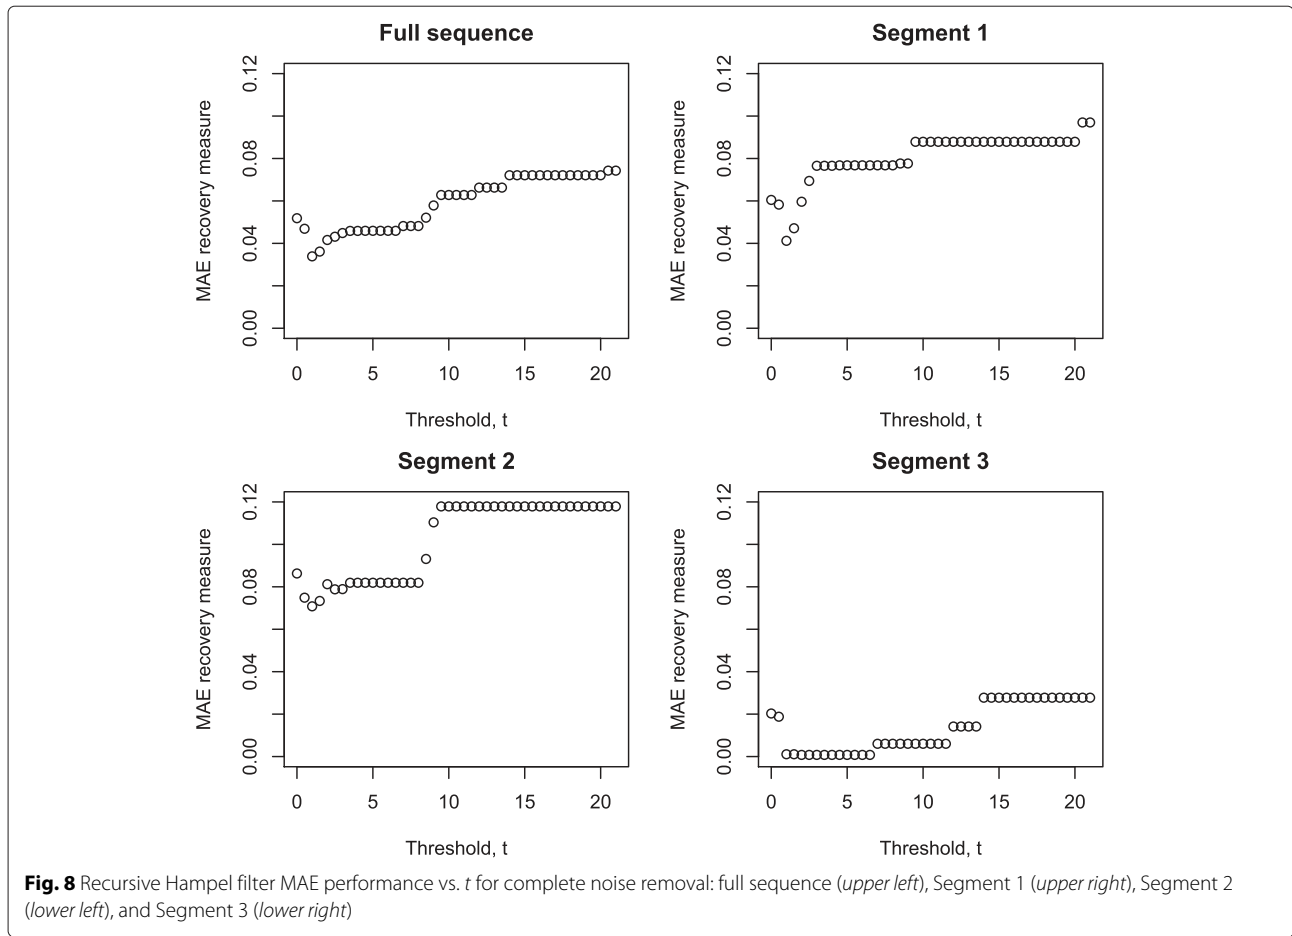 Full sequence
MAE recovery measure
0.00
0.04
0.08
0.12
0 5 10 15 20
Threshold, t
Segment 1
MAE recovery measure
0.00
0.04
0.08
0.12
0 5 10 15 20
Threshold, t
Segment 2
MAE recovery measure
0.00
0.04
0.08
0.12
0 5 10 15 20
Threshold, t
Segment 3
MAE recovery measure
0.00
0.04
0.08
0.12
0 5 10 15 20
Threshold, t
Fig. 8 Recursive Hampel filter MAE performance vs. t for complete noise removal: full sequence (upper left), Segment 1 (upper right), Segment 2
(lower left), and Segment 3 (lower right)